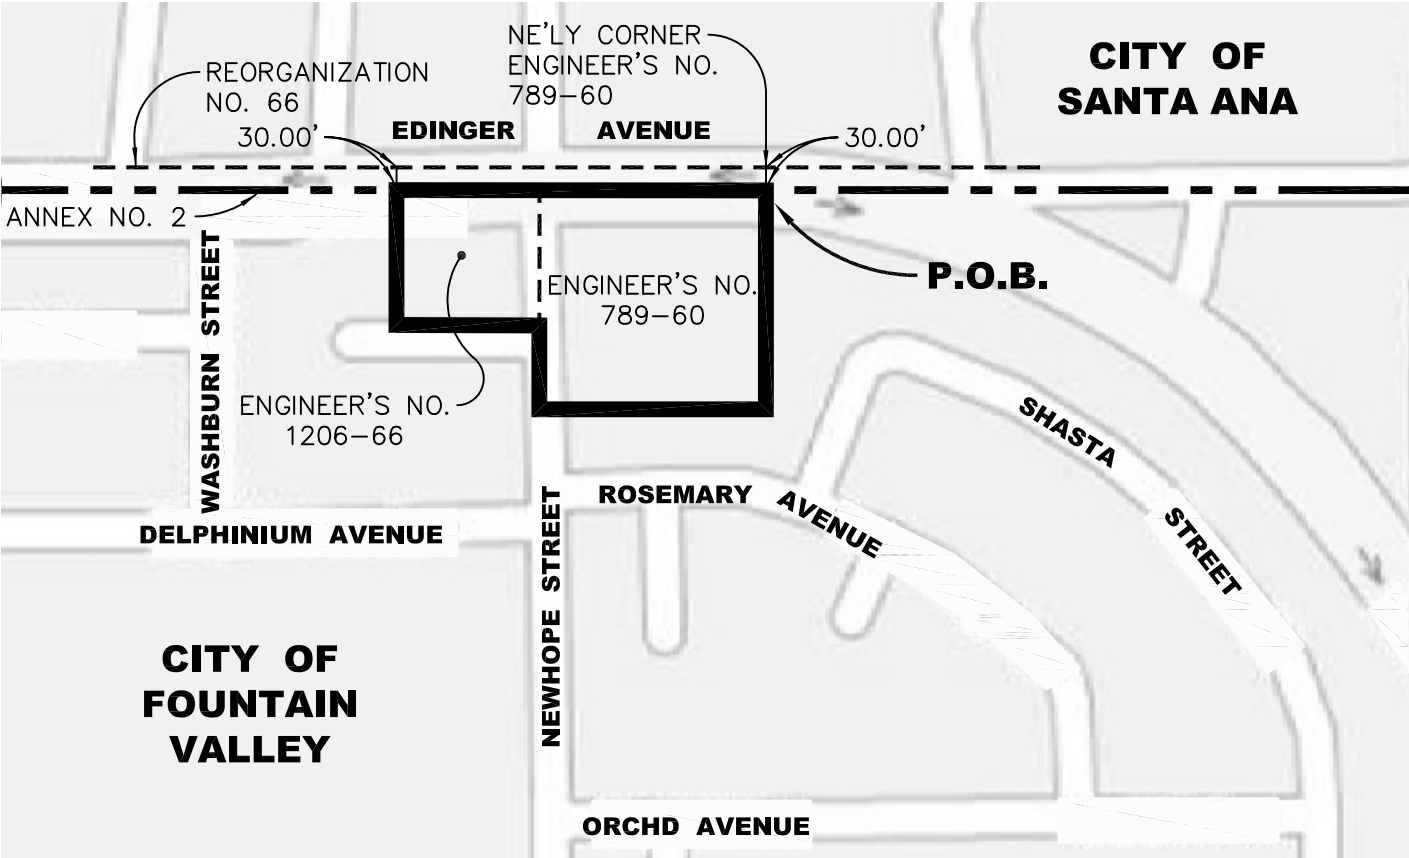 NE'LY CORNER
ENGINEER'S NO.
789-60
CITY OF
SANTA ANA
REORGANIZATION
NO. 66
30.00'
EDINGER AVENUE
30.00'
ANNEX NO. 2
P.O.B.
ENGINEER'S NO.
789-60
WASHBURN STREET
ENGINEER'S NO.
1206-66
SHASTA STREET
ROSEMARY AVENUE
DELPHINIUM AVENUE
NEWHOPE STREET
CITY OF
FOUNTAIN
VALLEY
ORCHD AVENUE